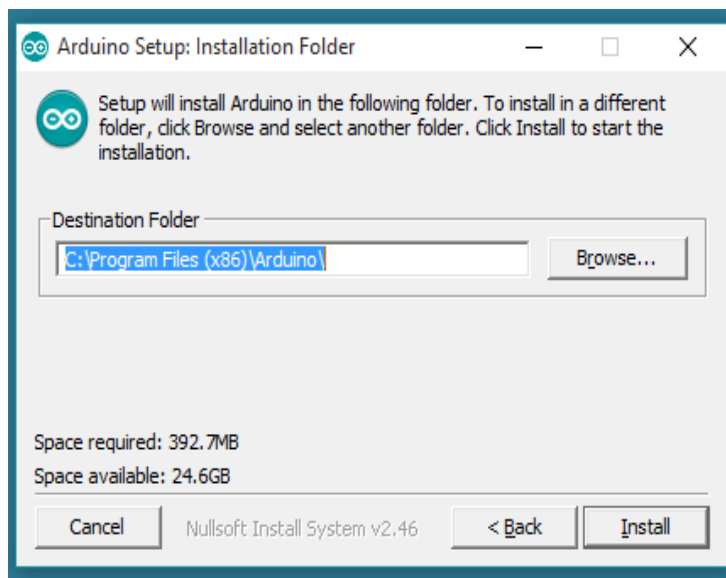 Arduino Setup: Installation Folder
Setup will install Arduino in the following folder. To install in a different
folder, click Browse and select another folder. Click Install to start the
installation.
Destination Folder
C:\Program Files (x86)\Arduino\
Browse...
Space required: 392.7MB
Space available: 24.6GB
Cancel
Nullsoft Install System v2.46
< Back
Install